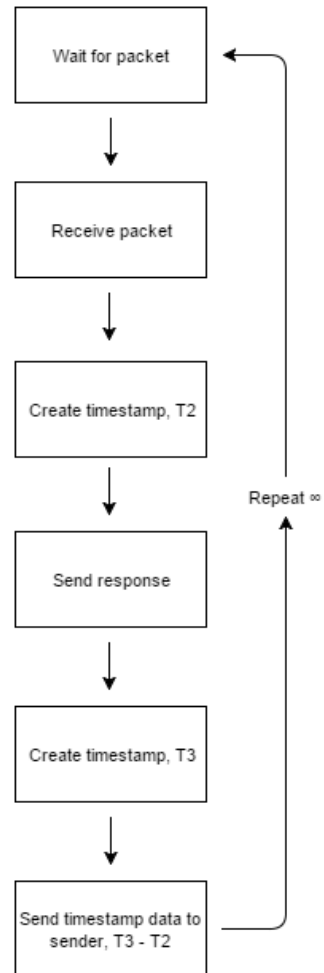 Wait for packet
Receive packet
Create timestamp, T2
Repeat ∞
Send response
Create timestamp, T3
Send timestamp data to
sender, T3 - T2